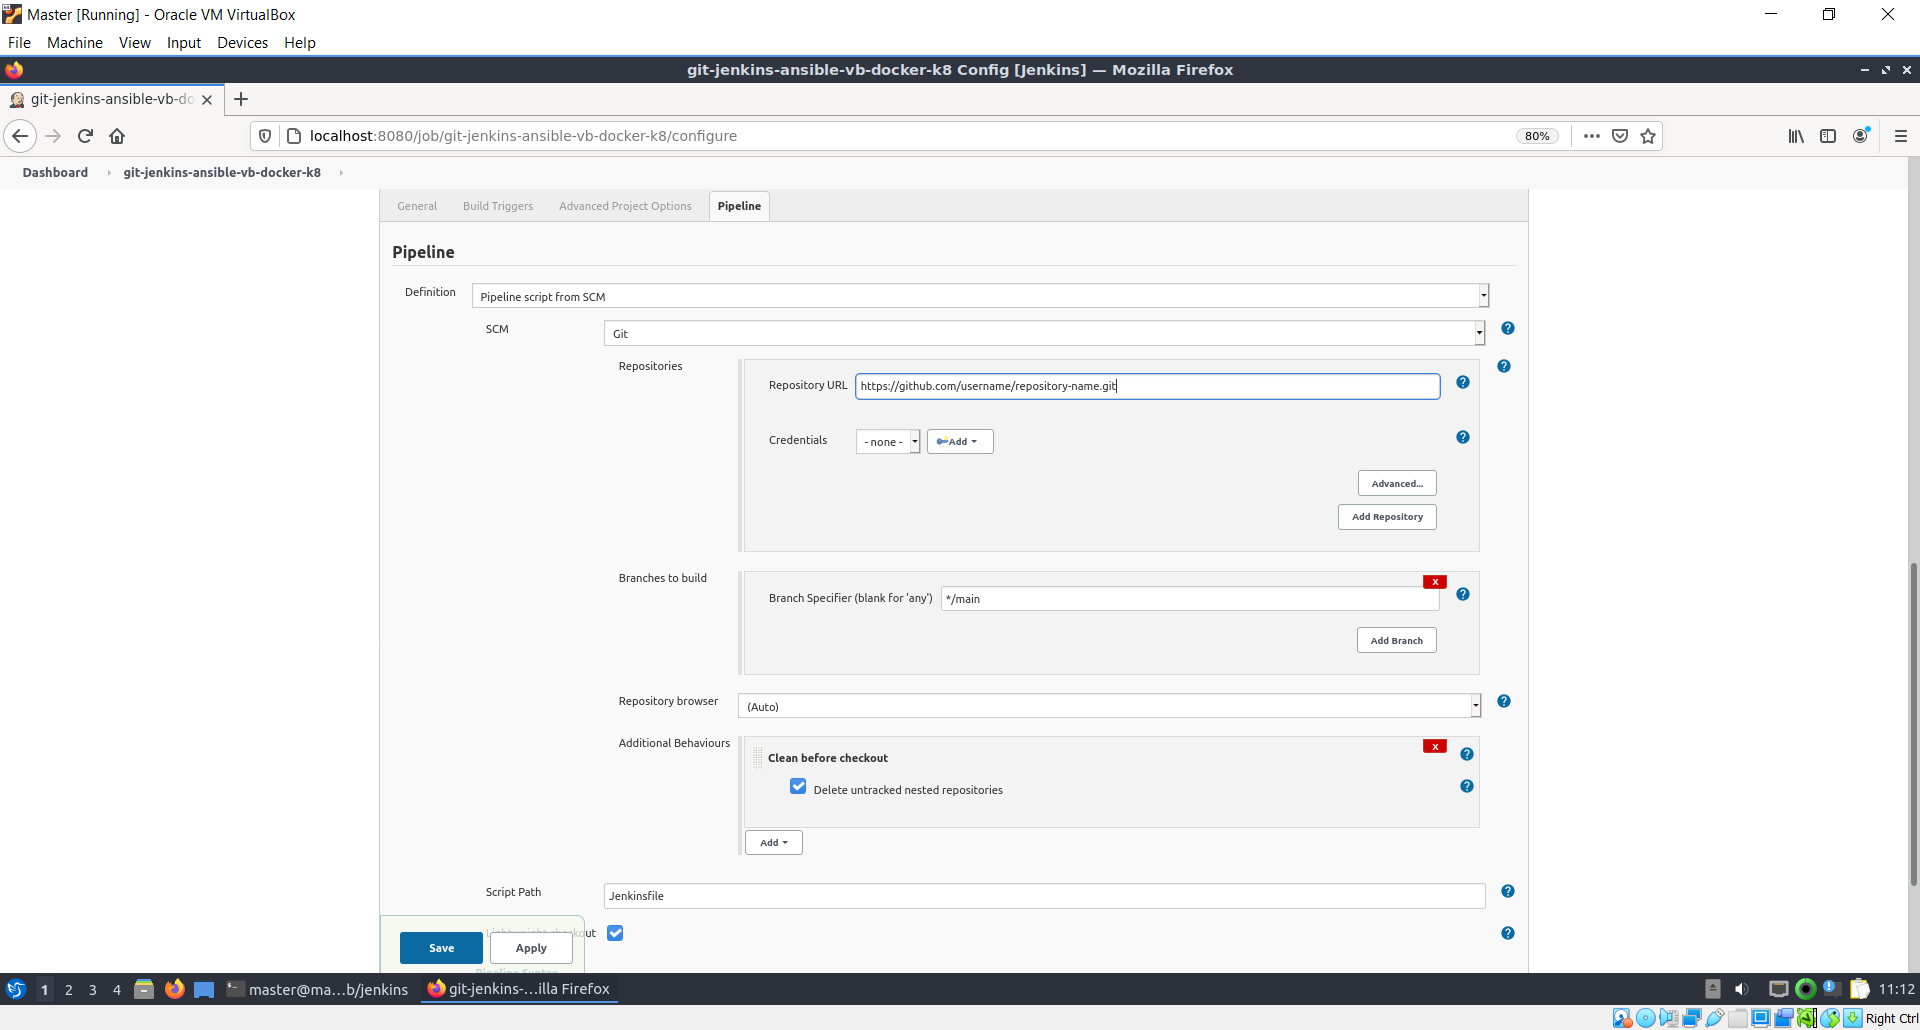 Master [Running] - Oracle VM VirtualBox
File Machine View Input Devices Help
git-jenkins-ansible-vb-docker-k8 Config [Jenkins] — Mozilla Firefox
git-jenkins-ansible-vb-do
localhost:8080/job/git-jenkins-ansible-vb-docker-k8/configure 80%
Dashboard git-jenkins-ansible-vb-docker-k8
General Build Triggers Advanced Project Options Pipeline
Pipeline
Definition Pipeline script from SCM
SCM Git
Repositories
Repository URL https://github.com/username/repository-name.git
Credentials - none - Add
Advanced...
Add Repository
Branches to build
X
Branch Specifier (blank for 'any') */main
Add Branch
Repository browser (Auto)
Additional Behaviours
X
Clean before checkout
Delete untracked nested repositories
Add
Script Path Jenkinsfile
Lightweight checkout
Save Apply
Pipeline Syntax
1 2 3 4 master@ma...b/jenkins git-jenkins-...illa Firefox 11:12
Right Ctrl